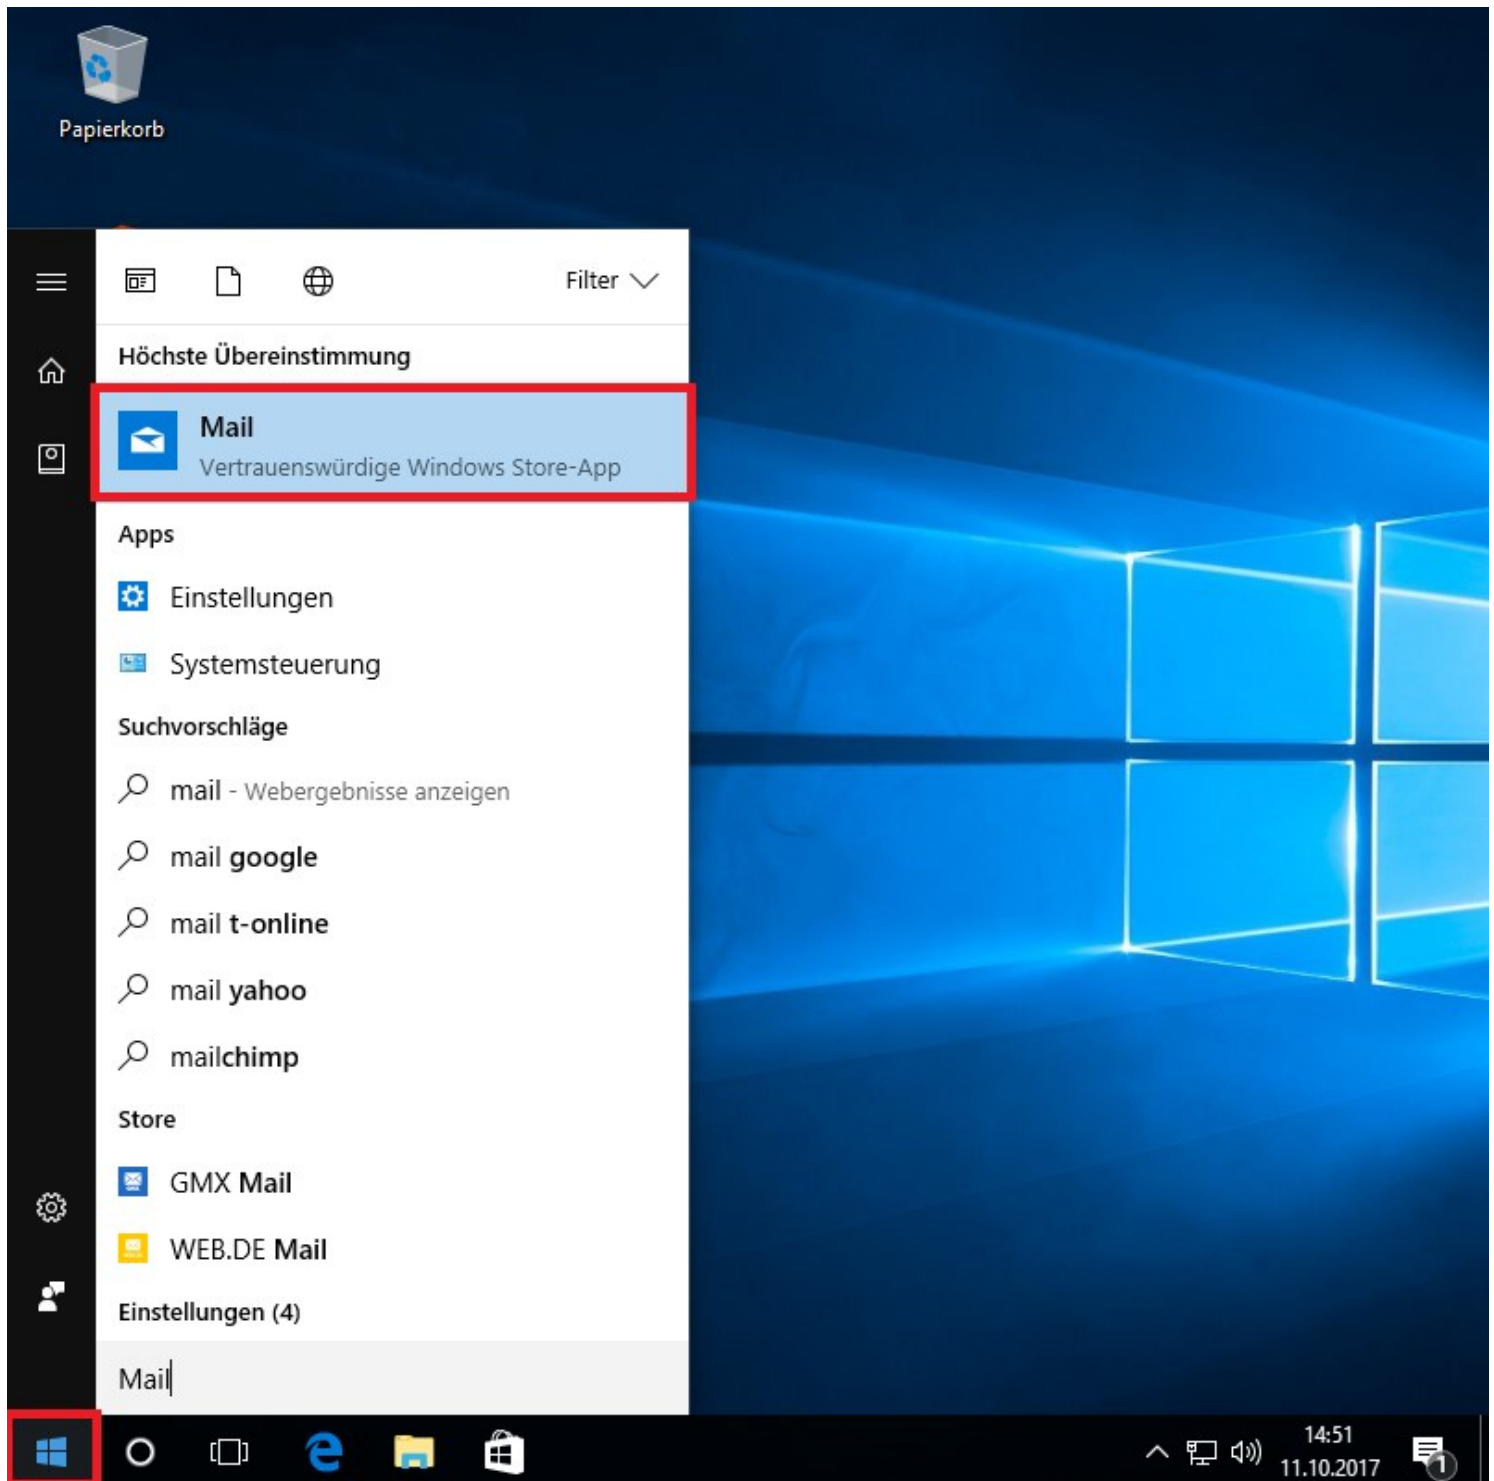 Papierkorb
Filter
Höchste Übereinstimmung
Mail
Vertrauenswürdige Windows Store-App
Apps
Einstellungen
Systemsteuerung
Suchvorschläge
mail - Webergebnisse anzeigen
mail google
mail t-online
mail yahoo
mailchimp
Store
GMX Mail
WEB.DE Mail
Einstellungen (4)
Mail
14:51
11.10.2017
1